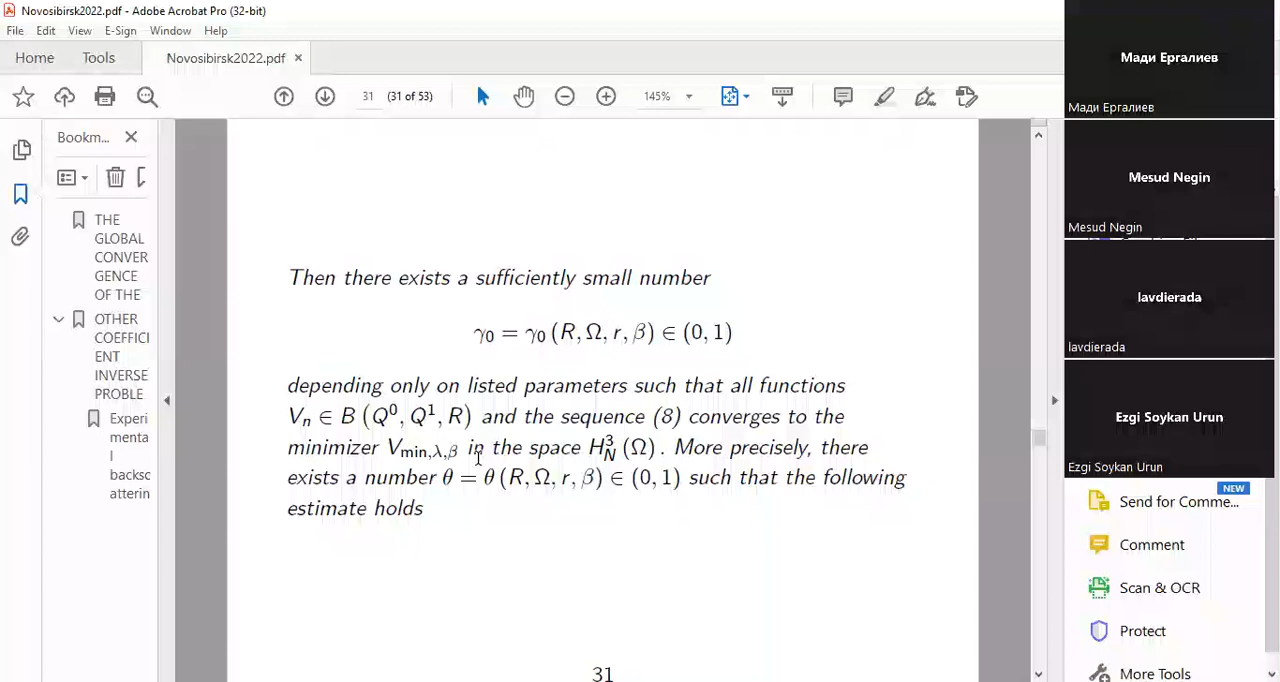 Novosibirsk2022.pdf - Adobe Acrobat Pro (32-bit)
File Edit View E-Sign Window Help
Home Tools Novosibirsk2022.pdf ×
31 (31 of 53) 145%
Bookm...
THE
GLOBAL
CONVER
GENCE
OF THE
OTHER
COEFFICI
ENT
INVERSE
PROBLE
Experi
menta
l
backsc
atterin
Then there exists a sufficiently small number
γ₀ = γ₀ (R, Ω, r, β) ∈ (0, 1)
depending only on listed parameters such that all functions
Vₙ ∈ B (Q⁰, Q¹, R) and the sequence (8) converges to the
minimizer V_min,λ,β in the space H³_N (Ω) . More precisely, there
exists a number θ = θ (R, Ω, r, β) ∈ (0, 1) such that the following
estimate holds
31
Мади Ергалиев
Мади Ергалиев
Mesud Negin
Mesud Negin
lavdierada
lavdierada
Ezgi Soykan Urun
Ezgi Soykan Urun
NEW
Send for Comme...
Comment
Scan & OCR
Protect
More Tools